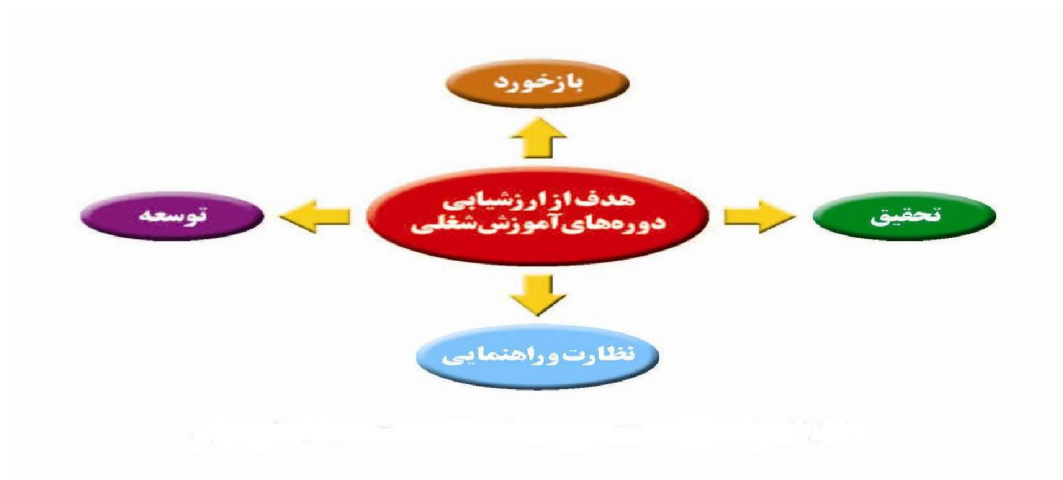 بازخورد
هدف از ارزشیابی
دوره‌های آموزش شغلی
تحقیق
توسعه
نظارت و راهنمایی